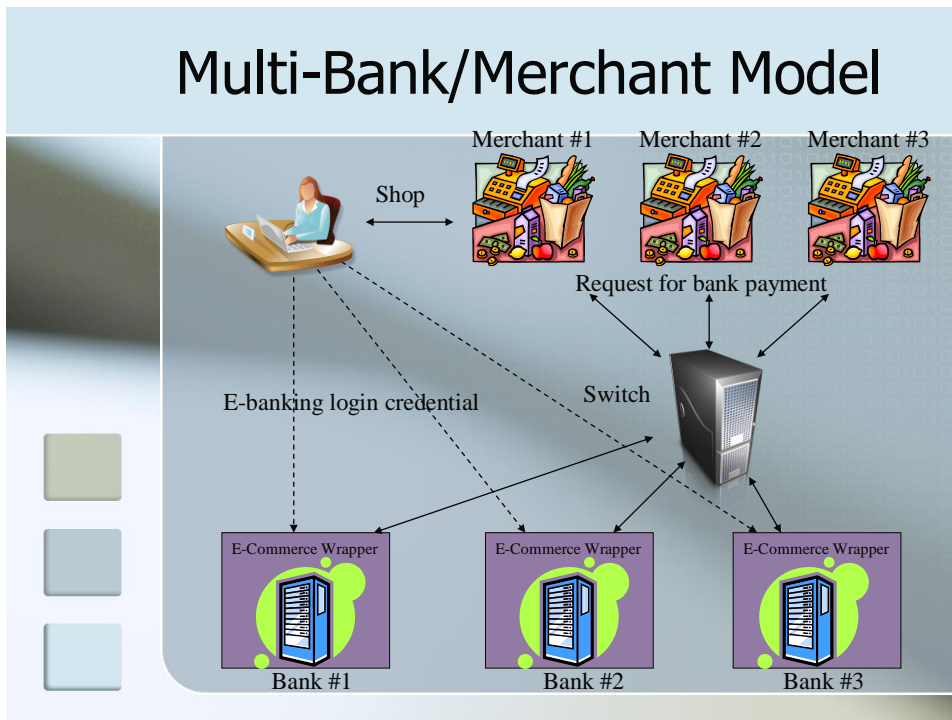 Multi-Bank/Merchant Model
Merchant #1
Merchant #2
Merchant #3
Shop
Request for bank payment
E-banking login credential
Switch
E-Commerce Wrapper
E-Commerce Wrapper
E-Commerce Wrapper
Bank #1
Bank #2
Bank #3